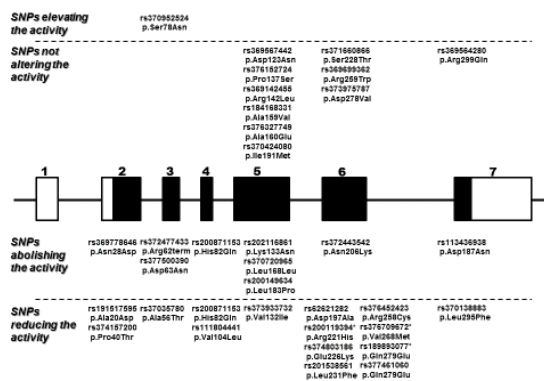 SNPs elevating
the activity
rs370952524
p.Ser78Asn
SNPs not
altering the
activity
rs369567442
p.Asp123Asn
rs376152724
p.Pro137Ser
rs369142455
p.Arg142Leu
rs184168331
p.Ala159Val
rs376327749
p.Ala160Glu
rs370424080
p.Ile191Met
rs371660866
p.Ser228Thr
rs369699362
p.Arg259Trp
rs373975787
p.Asp278Val
rs369564280
p.Arg299Gln
1
2
3
4
5
6
7
SNPs
abolishing
the activity
rs369778646
p.Asn28Asp
rs372477433
p.Arg62term
rs377500390
p.Asp63Asn
rs200871153
p.His82Gln
rs202116861
p.Lys133Asn
rs370720965
p.Leu168Leu
rs200149634
p.Leu183Pro
rs372443542
p.Asn206Lys
rs113436938
p.Asp187Asn
SNPs
reducing the
activity
rs191517595
p.Ala20Asp
rs374157200
p.Pro40Thr
rs37035780
p.Ala56Thr
rs200871153
p.His82Gln
rs111804441
p.Val104Leu
rs373933732
p.Val132Ile
rs62621282
p.Asp197Ala
rs200119394*
p.Arg221His
rs374803186
p.Glu226Lys
rs201538561
p.Leu231Phe
rs376452423
p.Arg258Cys
rs376709672*
p.Val268Met
rs189893077*
p.Gln279Glu
rs377461060
p.Gln279Glu
rs370138883
p.Leu295Phe